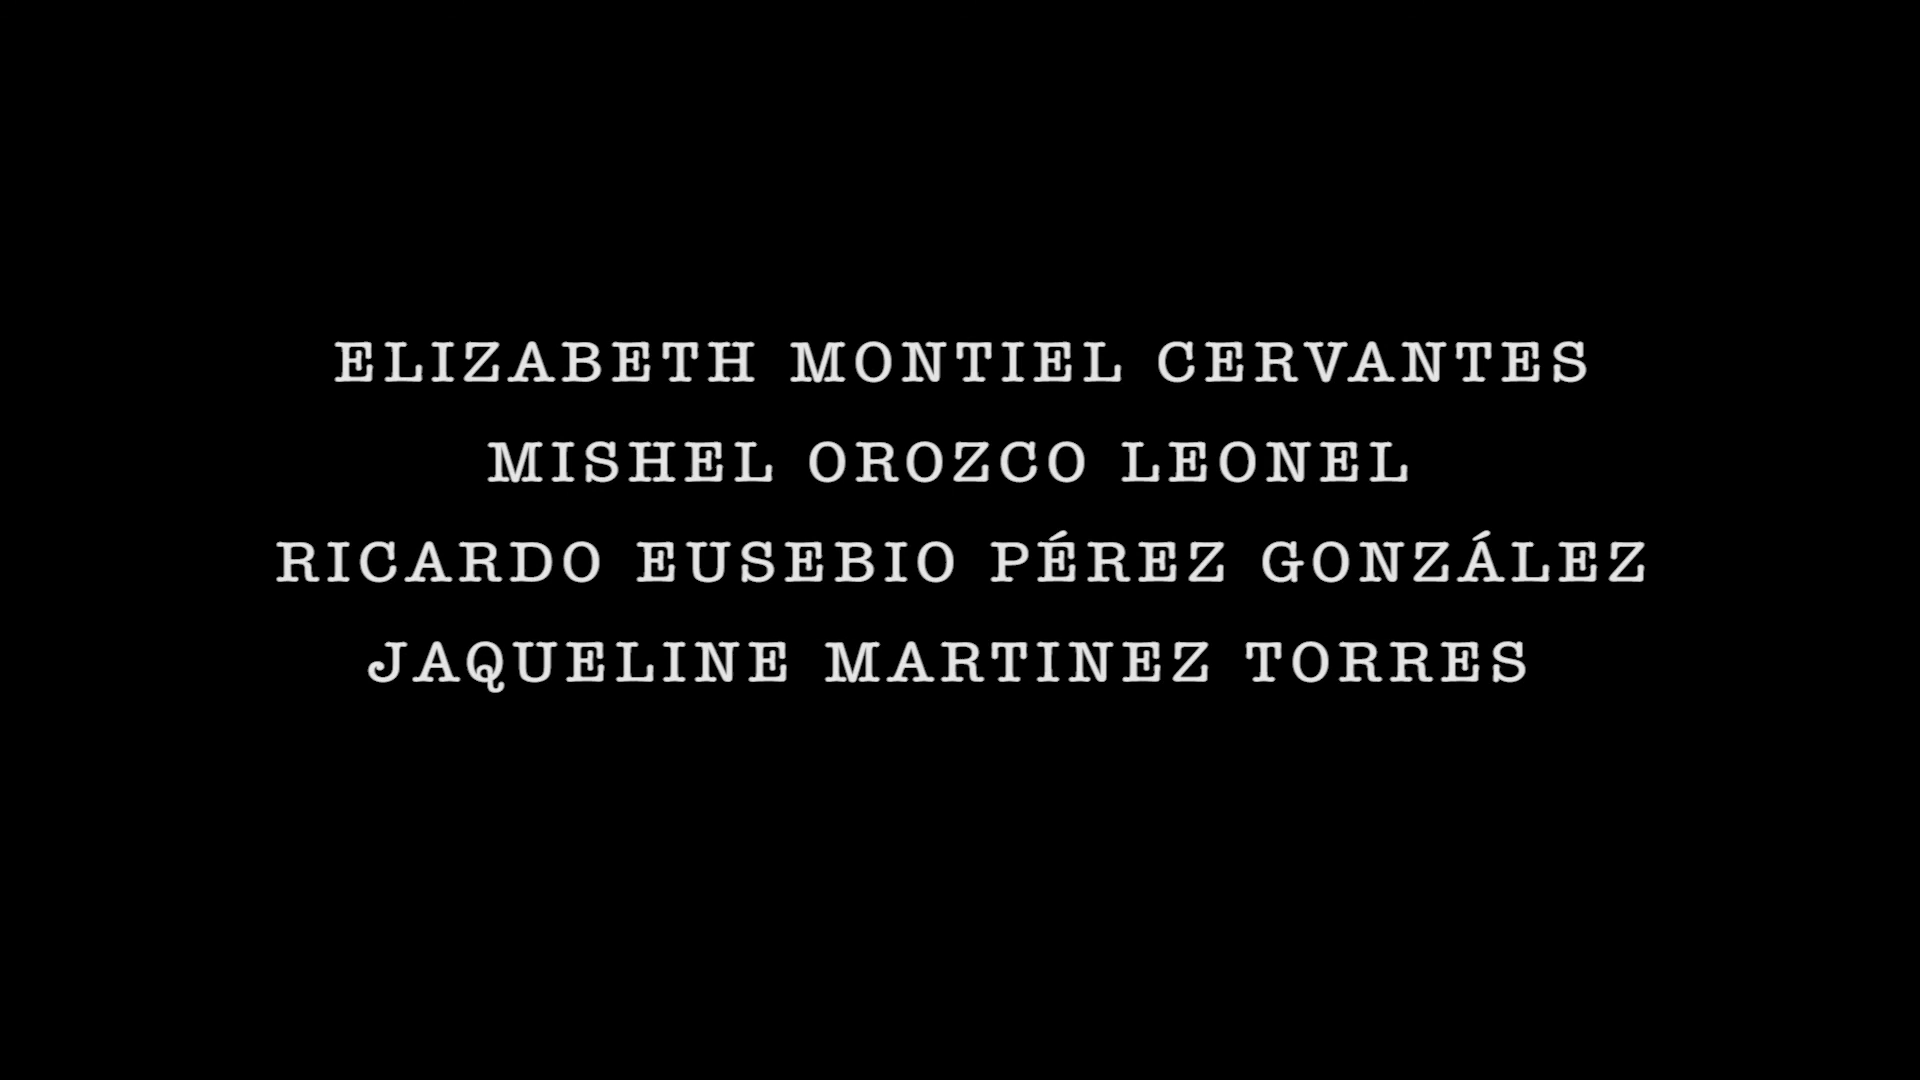 ELIZABETH MONTIEL CERVANTES
MISHEL OROZCO LEONEL
RICARDO EUSEBIO PÉREZ GONZÁLEZ
JAQUELINE MARTINEZ TORRES